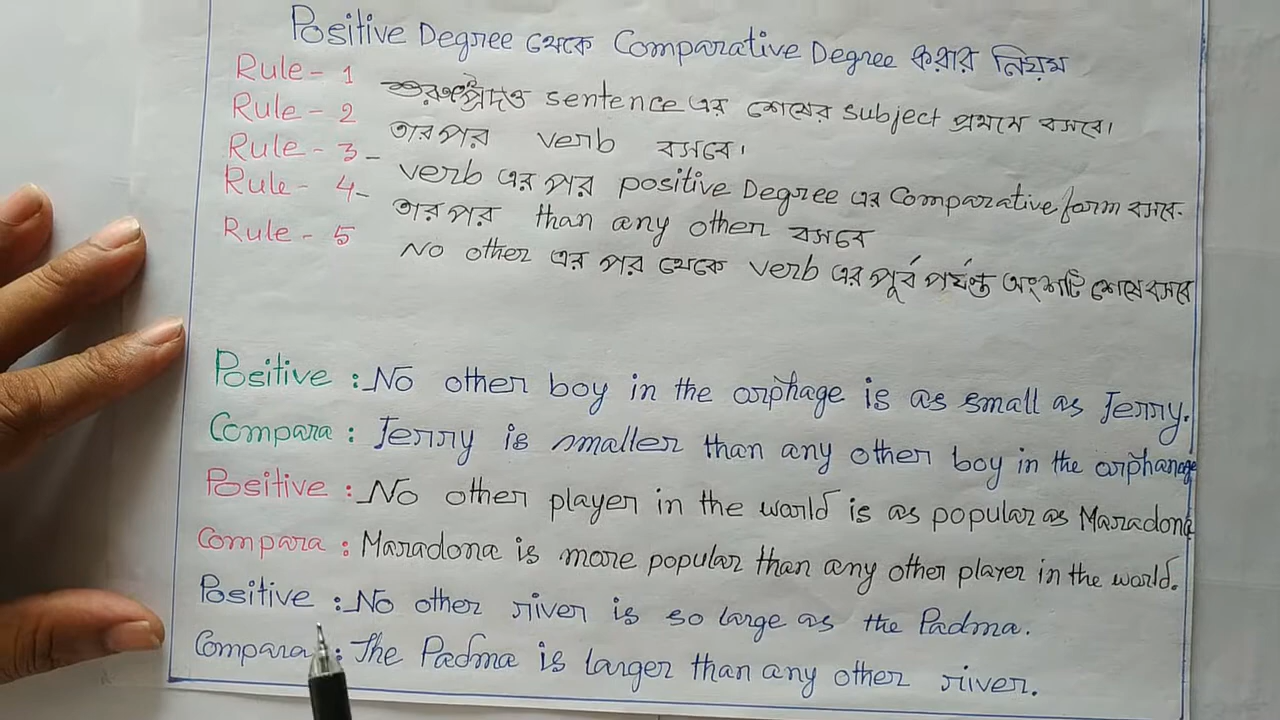 Positive Degree থেকে Comparative Degree করার নিয়ম
Rule - 1 প্রদত্ত sentence এর শেষের subject প্রথমে বসবে।
Rule - 2 তারপর verb বসবে।
Rule - 3 - verb এর পর positive Degree এর Comparative form বসবে.
Rule - 4 - তারপর than any other বসবে
Rule - 5 No other এর পর থেকে verb এর পূর্ব পর্যন্ত অংশটি শেষে বসবে
Positive : No other boy in the orphage is as small as Jerry.
Compara : Jerry is smaller than any other boy in the orphanage
Positive : No other player in the world is as popular as Maradona
Compara : Maradona is more popular than any other player in the world.
Positive : No other river is so large as the Padma.
Compara : The Padma is larger than any other river.